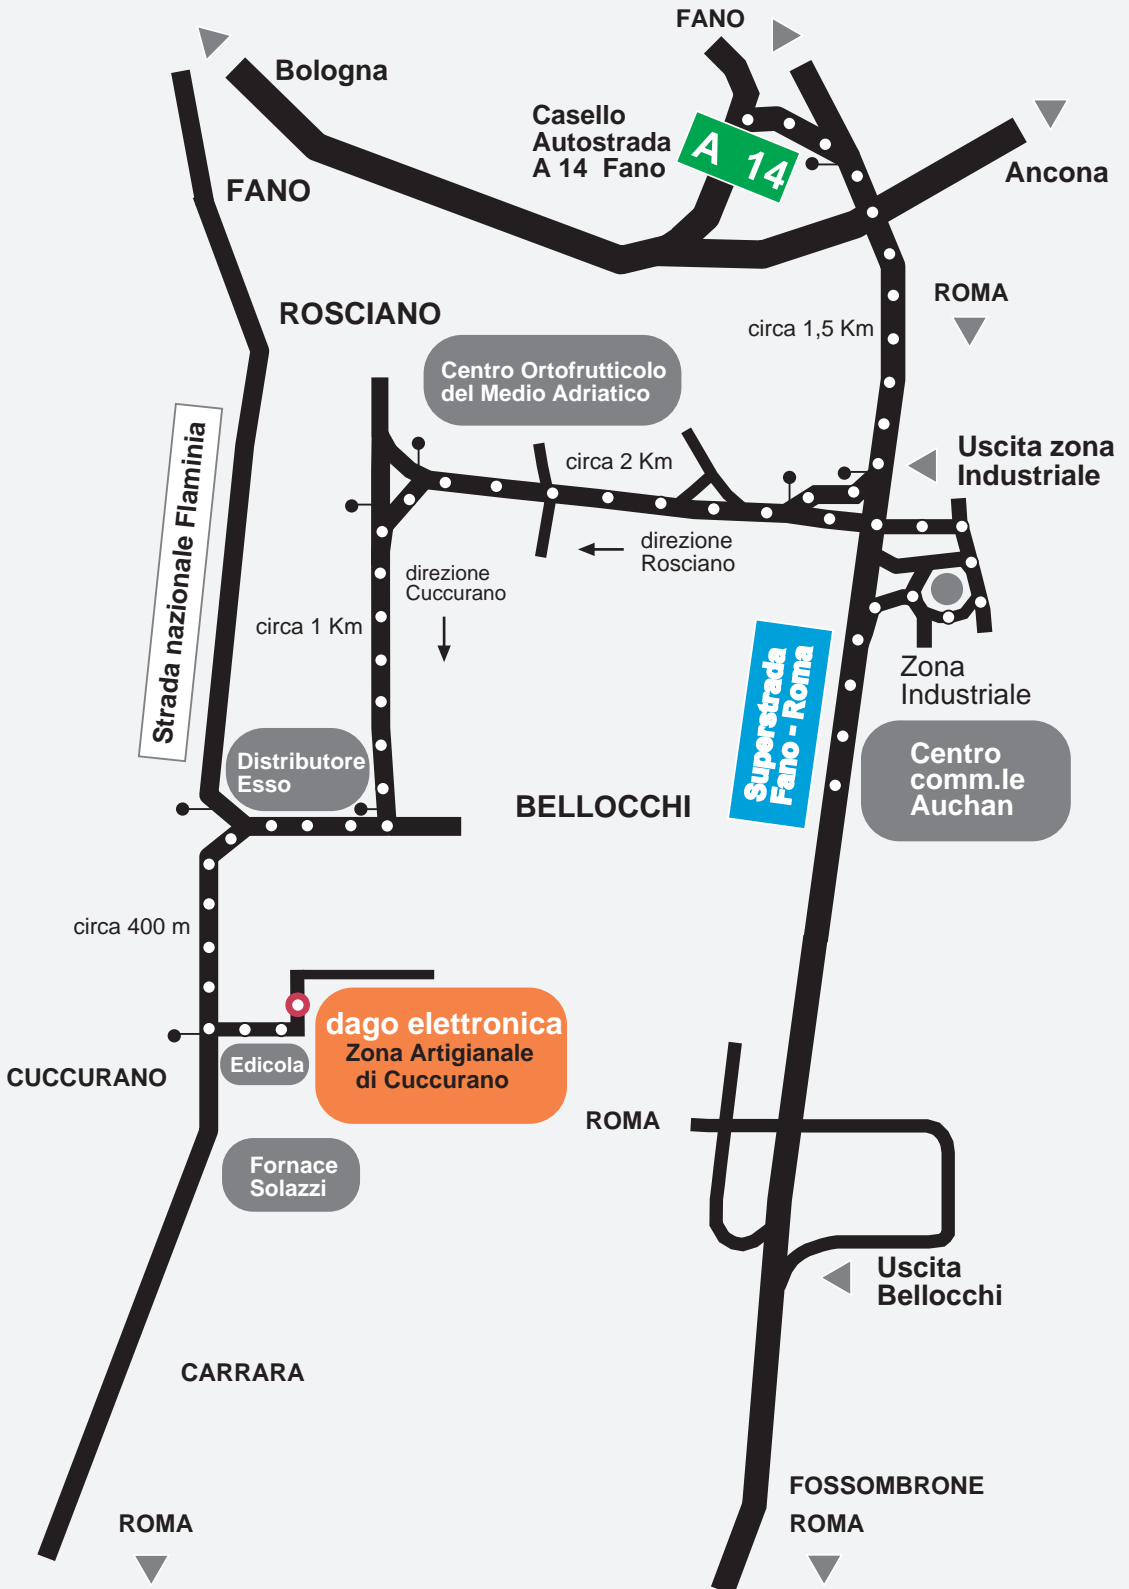 FANO
Bologna
Casello
Autostrada
A 14 Fano
A 14
Ancona
FANO
ROMA
ROSCIANO
circa 1,5 Km
Centro Ortofrutticolo
del Medio Adriatico
Uscita zona
Industriale
circa 2 Km
Strada nazionale Flaminia
direzione
Rosciano
direzione
Cuccurano
circa 1 Km
Superstrada
Fano - Roma
Zona
Industriale
Distributore
Esso
Centro
comm.le
Auchan
BELLOCCHI
circa 400 m
dago elettronica
Zona Artigianale
di Cuccurano
Edicola
CUCCURANO
ROMA
Fornace
Solazzi
Uscita
Bellocchi
CARRARA
FOSSOMBRONE
ROMA
ROMA